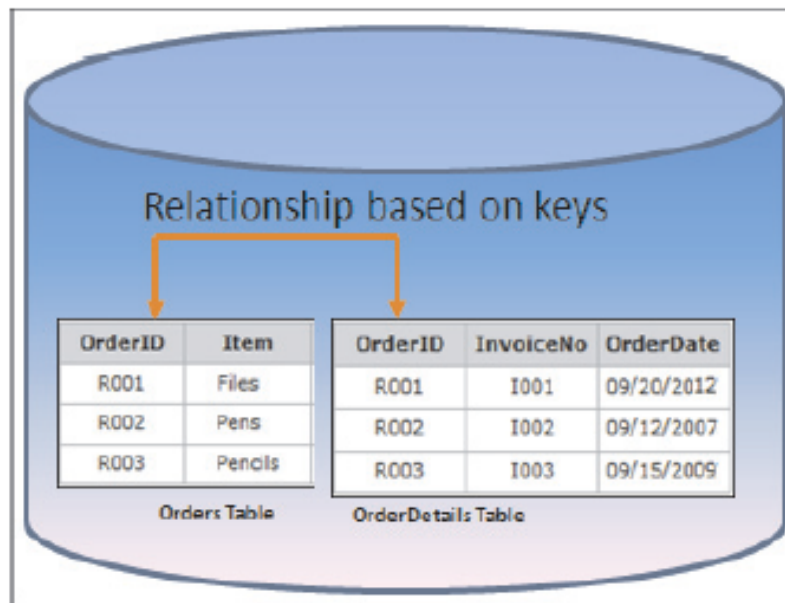 Relationship based on keys
OrderID Item
R001 Files
R002 Pens
R003 Pencils
Orders Table
OrderID InvoiceNo OrderDate
R001 I001 09/20/2012
R002 I002 09/12/2007
R003 I003 09/15/2009
OrderDetails Table